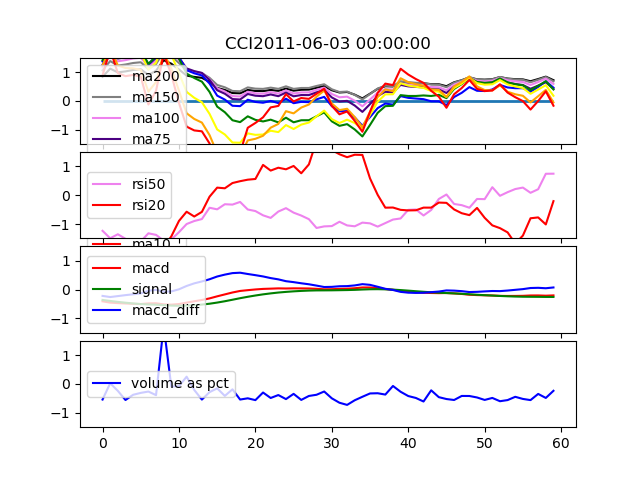 CCI2011-06-03 00:00:00
1
0
−1
ma200
ma150
ma100
ma75
1
0
−1
rsi50
rsi20
ma10
1
0
−1
macd
signal
macd_diff
1
0
−1
volume as pct
0 10 20 30 40 50 60